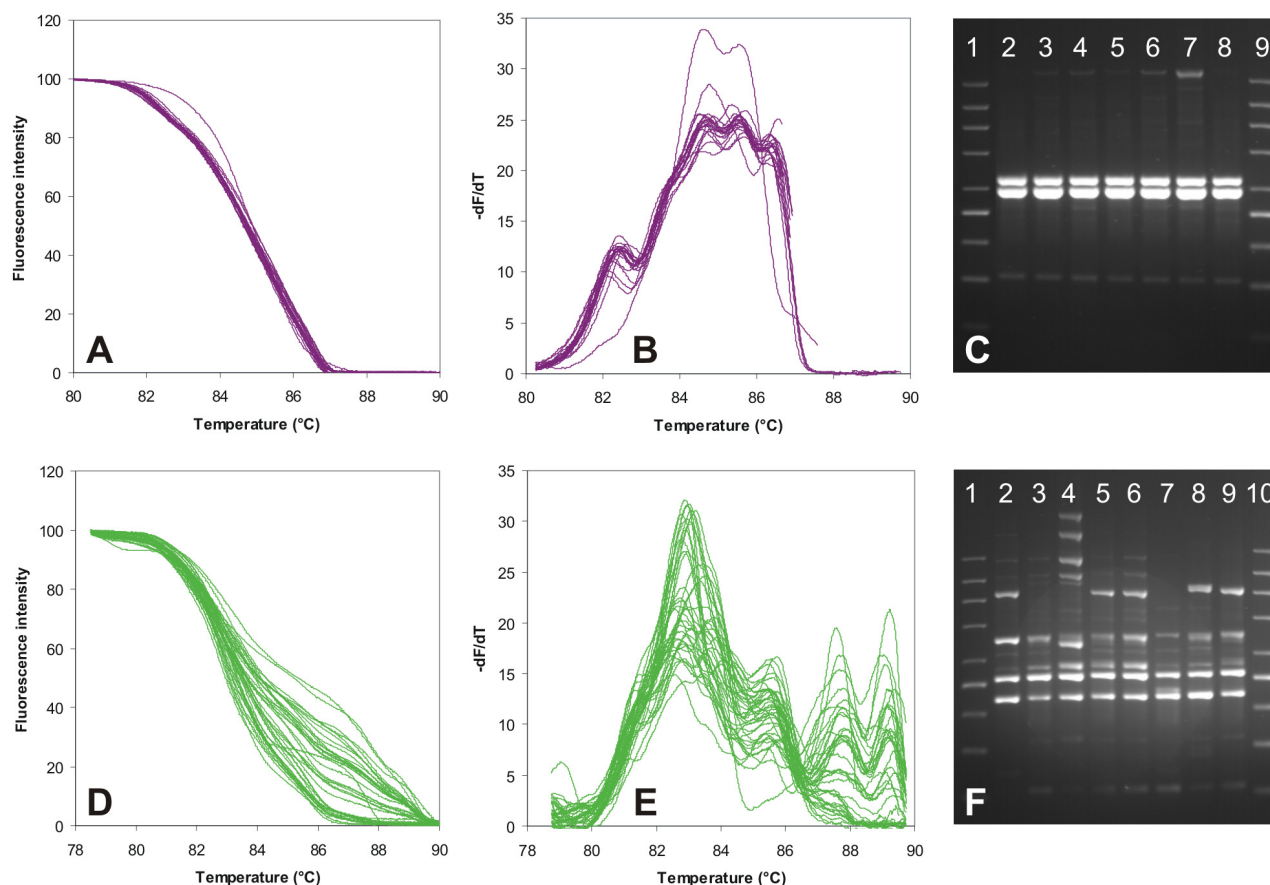 120
100
80
60
40
20
0
80 82 84 86 88 90
Fluorescence intensity
Temperature (°C)
A
35
30
25
20
15
10
5
0
80 82 84 86 88 90
-dF/dT
Temperature (°C)
B
1 2 3 4 5 6 7 8 9
C
120
100
80
60
40
20
0
78 80 82 84 86 88 90
Fluorescence intensity
Temperature (°C)
D
35
30
25
20
15
10
5
0
78 80 82 84 86 88 90
-dF/dT
Temperature (°C)
E
1 2 3 4 5 6 7 8 9 10
F